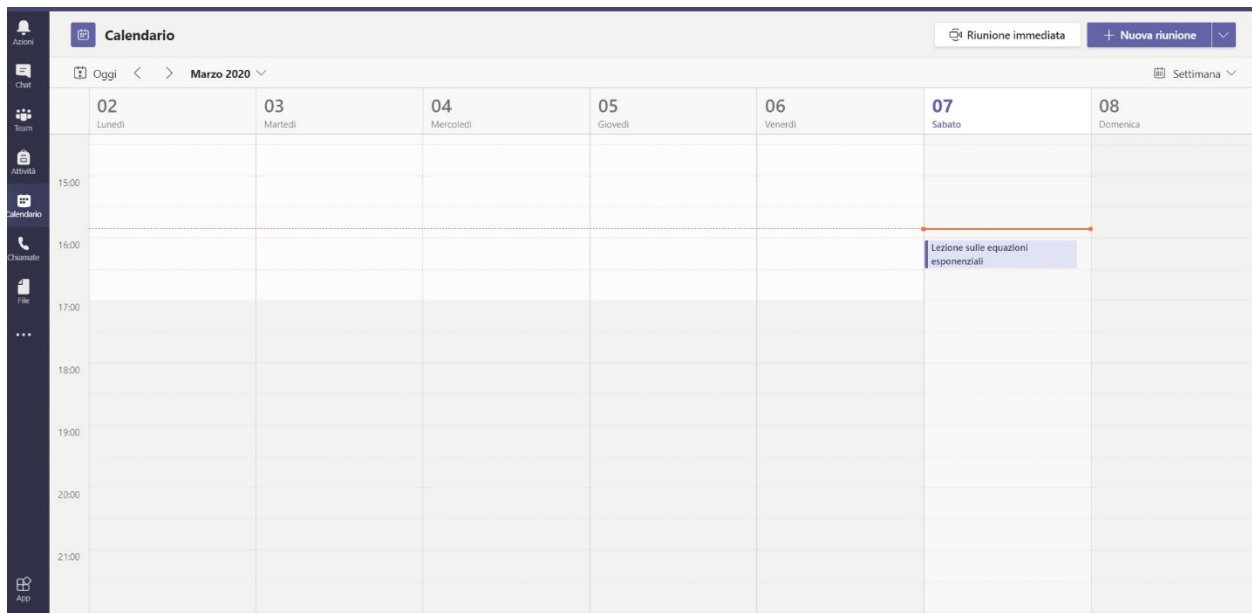 Azioni
Chat
Team
Attività
Calendario
Chiamate
File
App
Calendario
Riunione immediata
+ Nuova riunione
Oggi
Marzo 2020
Settimana
02
Lunedì
03
Martedì
04
Mercoledì
05
Giovedì
06
Venerdì
07
Sabato
08
Domenica
15:00
16:00
17:00
18:00
19:00
20:00
21:00
Lezione sulle equazioni
esponenziali